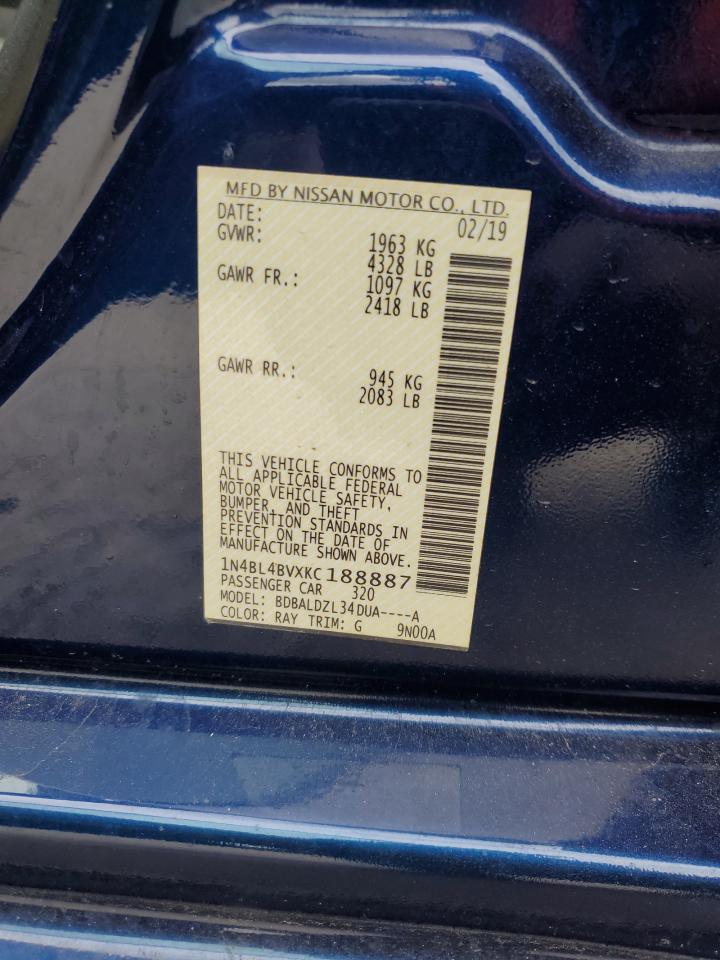 MFD BY NISSAN MOTOR CO., LTD.
DATE: 02/19
GVWR: 1963 KG
4328 LB
GAWR FR.: 1097 KG
2418 LB
GAWR RR.: 945 KG
2083 LB
THIS VEHICLE CONFORMS TO
ALL APPLICABLE FEDERAL
MOTOR VEHICLE SAFETY,
BUMPER, AND THEFT
PREVENTION STANDARDS IN
EFFECT ON THE DATE OF
MANUFACTURE SHOWN ABOVE.
1N4BL4BVXKC188887
PASSENGER CAR 320
MODEL: BDBALDZL34DUA----A
COLOR: RAY TRIM: G 9N00A